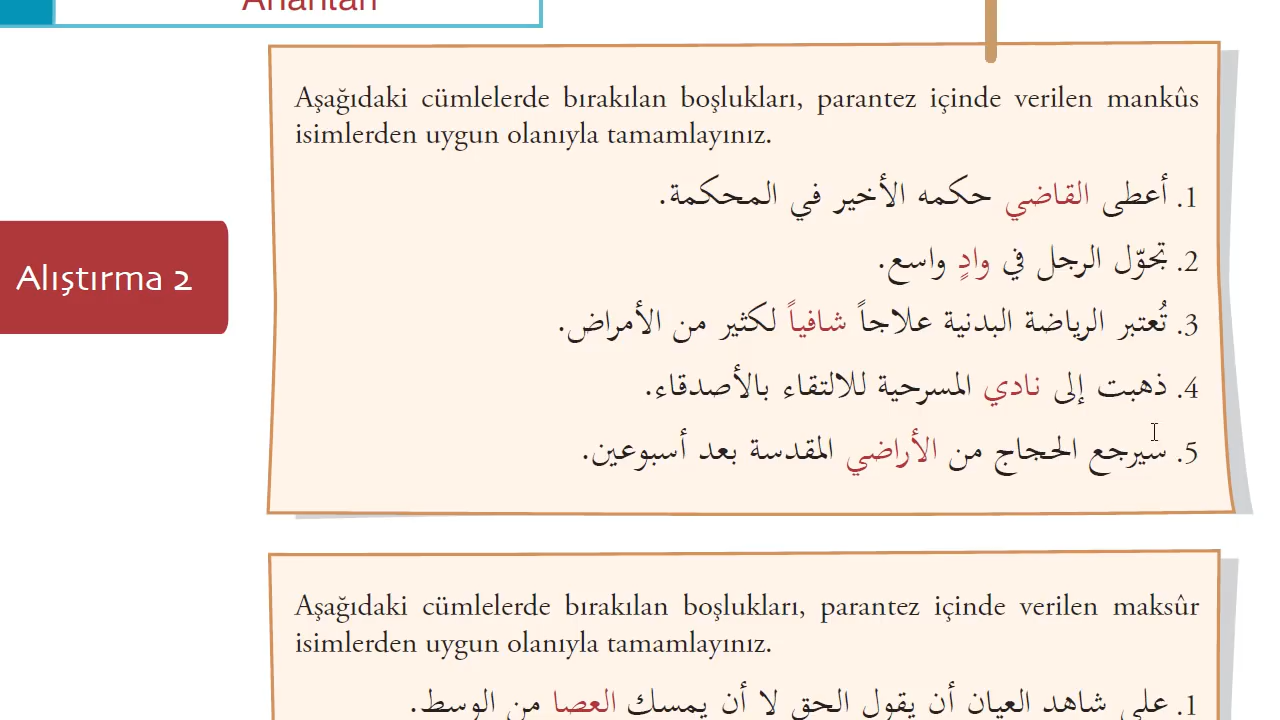 Anahtarı
Aşağıdaki cümlelerde bırakılan boşlukları, parantez içinde verilen mankûs
isimlerden uygun olanıyla tamamlayınız.
1. أعطى القاضي حكمه الأخير في المحكمة.
2. تحوّل الرجل في وادٍ واسع.
3. تُعتبر الرياضة البدنية علاجاً شافياً لكثير من الأمراض.
4. ذهبت إلى نادي المسرحية للالتقاء بالأصدقاء.
5. سيرجع الحجاج من الأراضي المقدسة بعد أسبوعين.
Alıştırma 2
Aşağıdaki cümlelerde bırakılan boşlukları, parantez içinde verilen maksûr
isimlerden uygun olanıyla tamamlayınız.
1. على شاهد العيان أن يقول الحق لا أن يمسك العصا من الوسط.